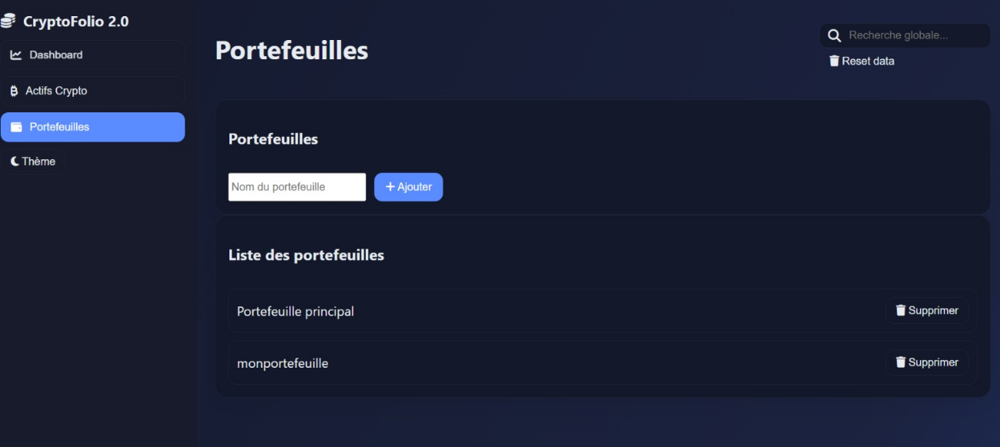 CryptoFolio 2.0
Dashboard
Actifs Crypto
Portefeuilles
Thème
Portefeuilles
Recherche globale...
Reset data
Portefeuilles
Nom du portefeuille
+ Ajouter
Liste des portefeuilles
Portefeuille principal
Supprimer
monportefeuille
Supprimer